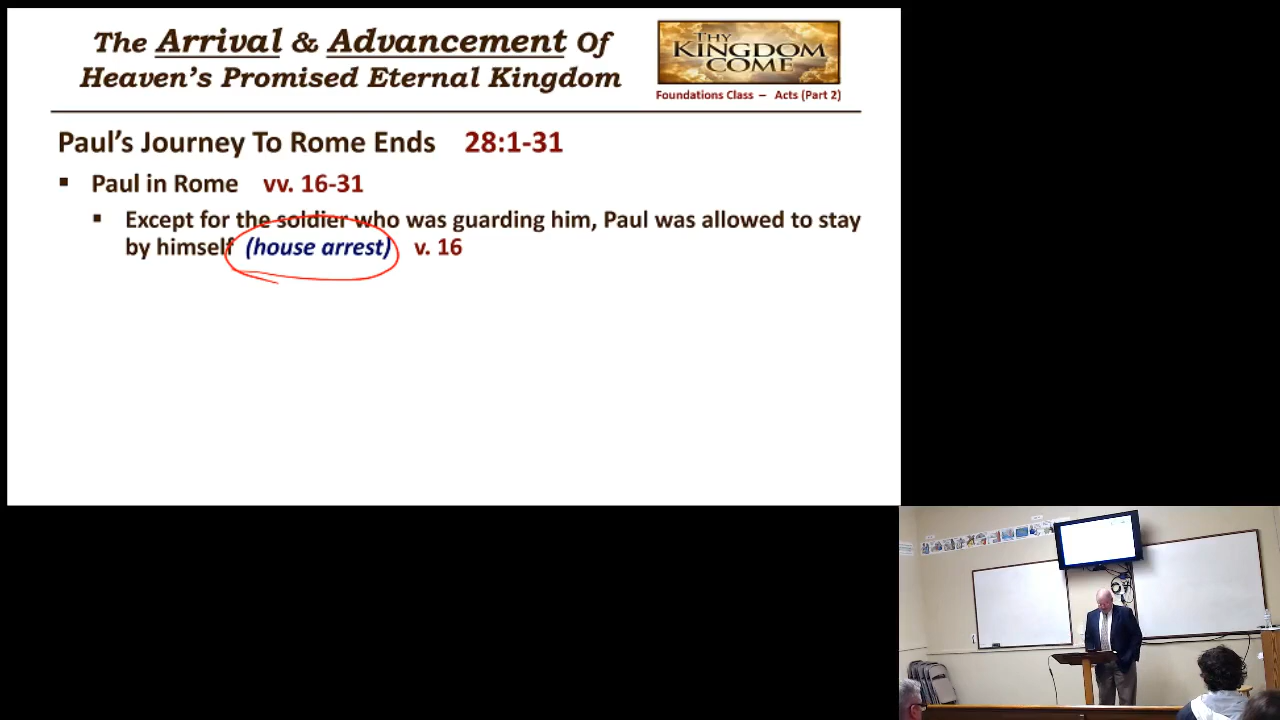 The Arrival & Advancement Of
Heaven's Promised Eternal Kingdom
THY
KINGDOM
COME
Foundations Class – Acts (Part 2)
Paul's Journey To Rome Ends 28:1-31
▪ Paul in Rome vv. 16-31
▪ Except for the soldier who was guarding him, Paul was allowed to stay
by himself (house arrest) v. 16